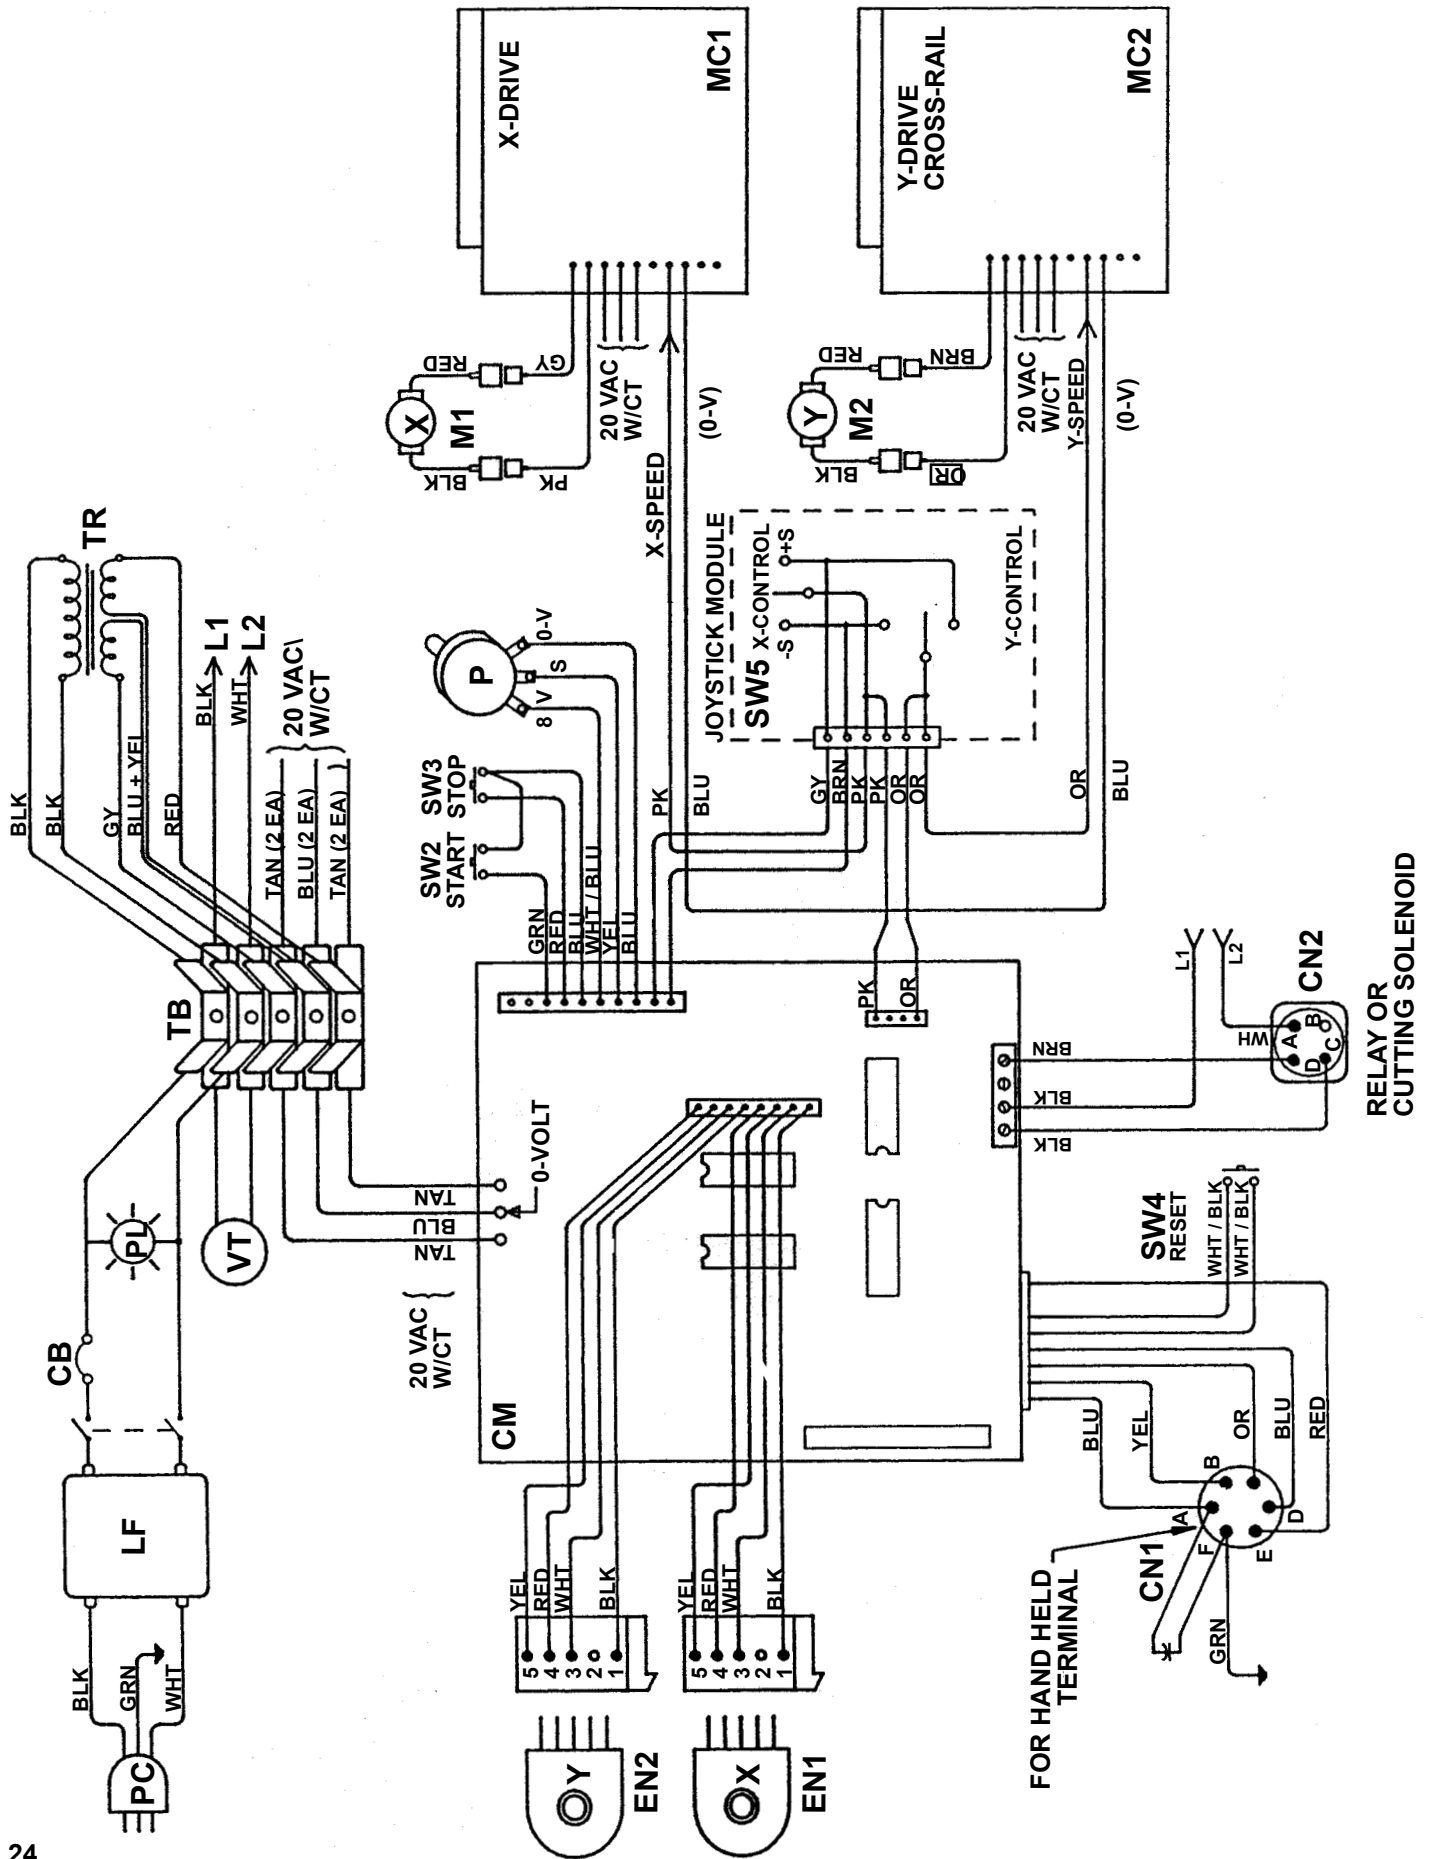 PC
BLK
GRN
WHT
LF
CB
PL
VT
TB
BLK
BLK
GY
BLU + YEL
RED
TR
BLK
L1
WHT
L2
TAN (2 EA)
BLU (2 EA)
TAN (2 EA)
20 VAC\
W/CT
20 VAC
W/CT
TAN
BLU
TAN
0-VOLT
CM
SW2
START
SW3
STOP
P
8 V
S
0-V
GRN
RED
BLU
WHT / BLU
YEL
BLU
PK
BLU
X-SPEED
(0-V)
M1
X
BLK
RED
PK
GY
20 VAC
W/CT
X-DRIVE
MC1
M2
Y
BLK
RED
OR
BRN
20 VAC
W/CT
Y-SPEED
(0-V)
Y-DRIVE
CROSS-RAIL
MC2
JOYSTICK MODULE
SW5
X-CONTROL
-S
+S
Y-CONTROL
GY
BRN
PK
PK
OR
OR
OR
BLU
PK
OR
Y
EN2
5
4
3
2
1
YEL
RED
WHT
BLK
X
EN1
5
4
3
2
1
YEL
RED
WHT
BLK
FOR HAND HELD
TERMINAL
CN1
A
B
D
E
F
GRN
BLU
YEL
OR
BLU
RED
SW4
RESET
WHT / BLK
WHT / BLK
BLK
BLK
BRN
L1
L2
WH
A
B
C
D
CN2
RELAY OR
CUTTING SOLENOID
24